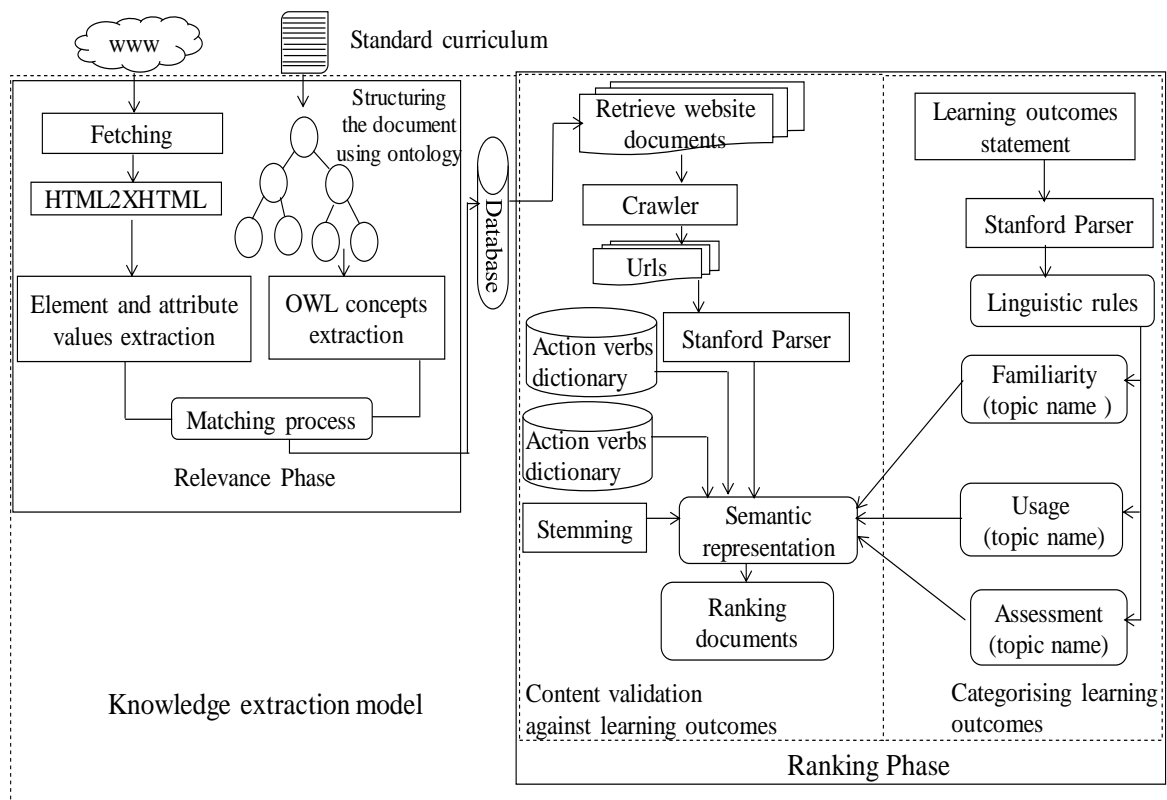 www
Standard curriculum
Structuring
the document
using ontology
Fetching
HTML2XHTML
Element and attribute
values extraction
OWL concepts
extraction
Matching process
Relevance Phase
Database
Knowledge extraction model
Retrieve website
documents
Crawler
Urls
Stanford Parser
Action verbs
dictionary
Action verbs
dictionary
Stemming
Semantic
representation
Ranking
documents
Content validation
against learning outcomes
Learning outcomes
statement
Stanford Parser
Linguistic rules
Familiarity
(topic name )
Usage
(topic name)
Assessment
(topic name)
Categorising learning
outcomes
Ranking Phase